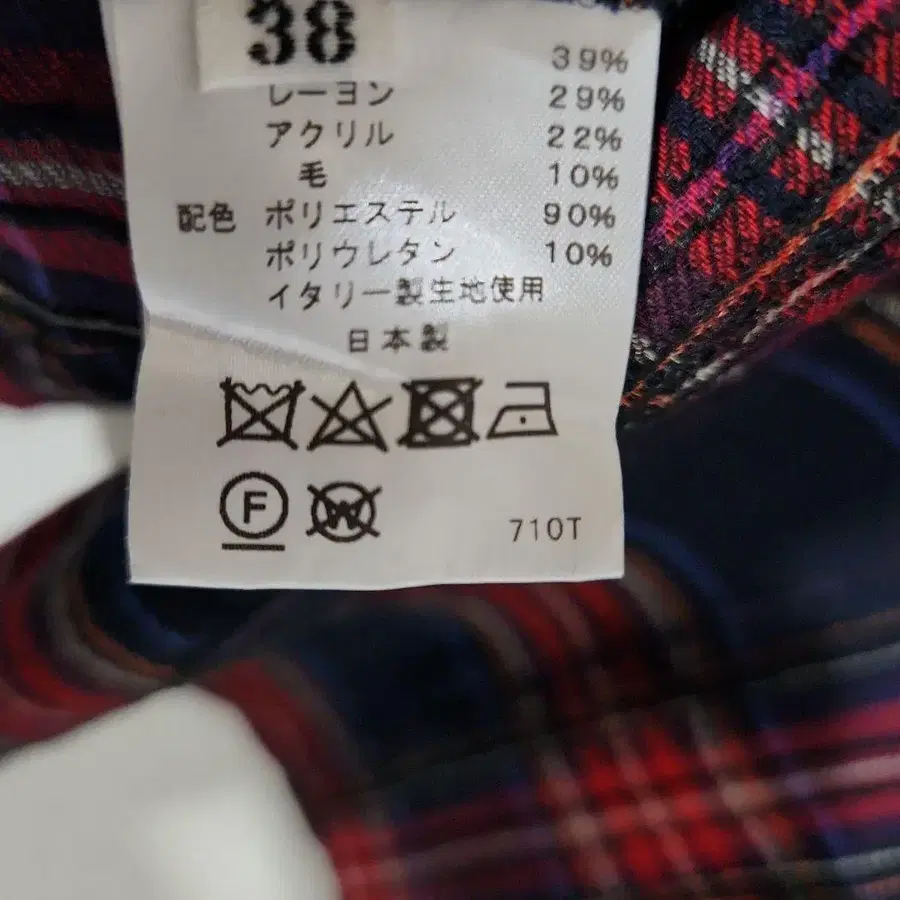 38
39%
レーヨン 29%
アクリル 22%
毛 10%
配色 ポリエステル 90%
ポリウレタン 10%
イタリー製生地使用
日本製
F W
710T